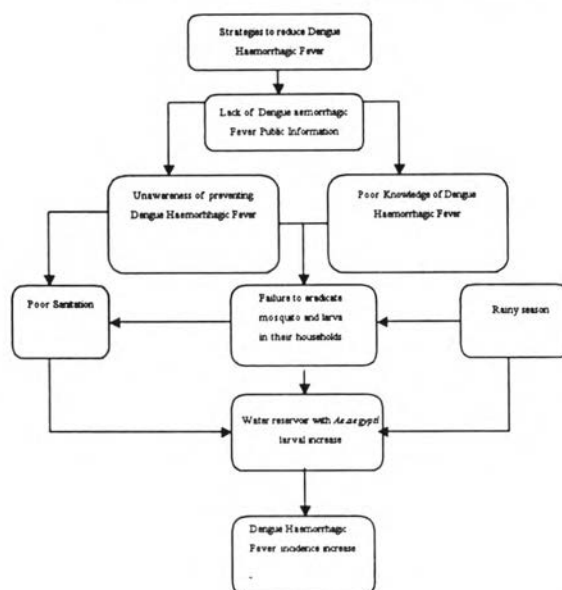 Strategies to reduce Dengue
Haemorrhagic Fever
Lack of Dengue aemorrhagic
Fever Public Information
Unawareness of preventing
Dengue Haemorhhagic Fever
Poor Knowledge of Dengue
Haemorrhagic Fever
Poor Sanitation
Failure to eradicate
mosquito and larva
in their households
Rainy season
Water reservoir with Ae.aegypti
larval increase
Dengue Haemorrhagic
Fever incidence increase